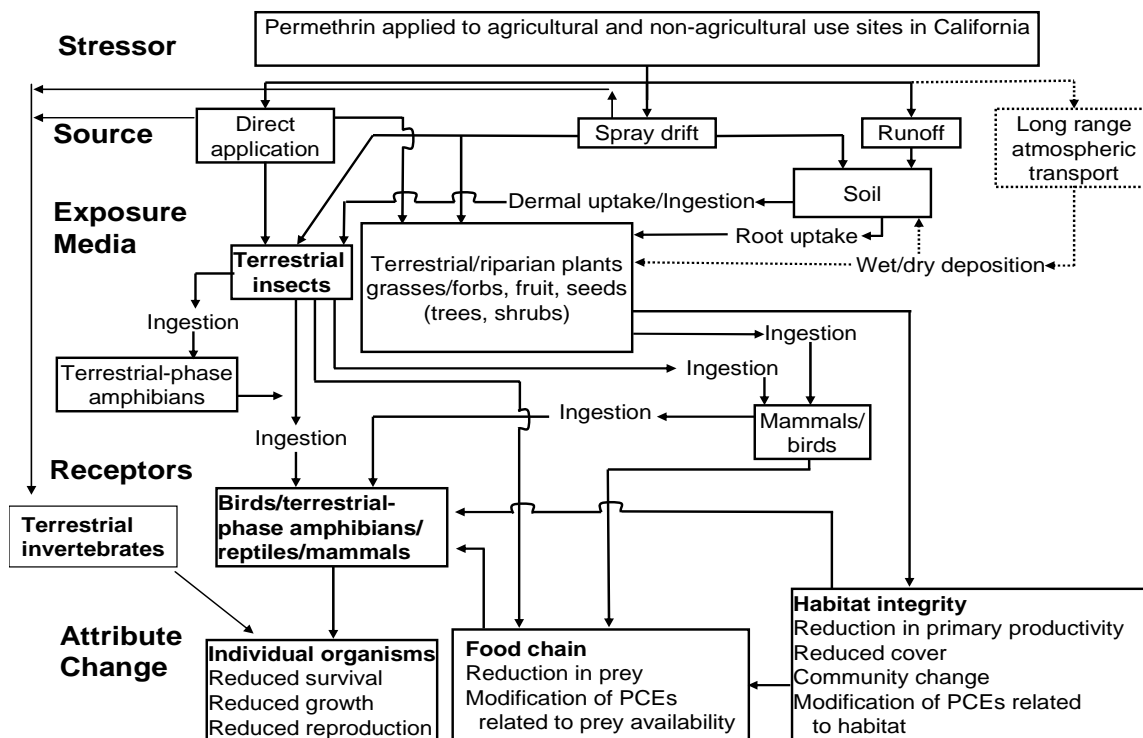 Stressor
Permethrin applied to agricultural and non-agricultural use sites in California
Source
Direct
application
Spray drift
Runoff
Long range
atmospheric
transport
Exposure
Media
Dermal uptake/Ingestion
Soil
Root uptake
Wet/dry deposition
Terrestrial
insects
Terrestrial/riparian plants
grasses/forbs, fruit, seeds
(trees, shrubs)
Ingestion
Ingestion
Ingestion
Terrestrial-phase
amphibians
Ingestion
Ingestion
Mammals/
birds
Receptors
Birds/terrestrial-
phase amphibians/
reptiles/mammals
Terrestrial
invertebrates
Attribute
Change
Individual organisms
Reduced survival
Reduced growth
Reduced reproduction
Food chain
Reduction in prey
Modification of PCEs
related to prey availability
Habitat integrity
Reduction in primary productivity
Reduced cover
Community change
Modification of PCEs related
to habitat